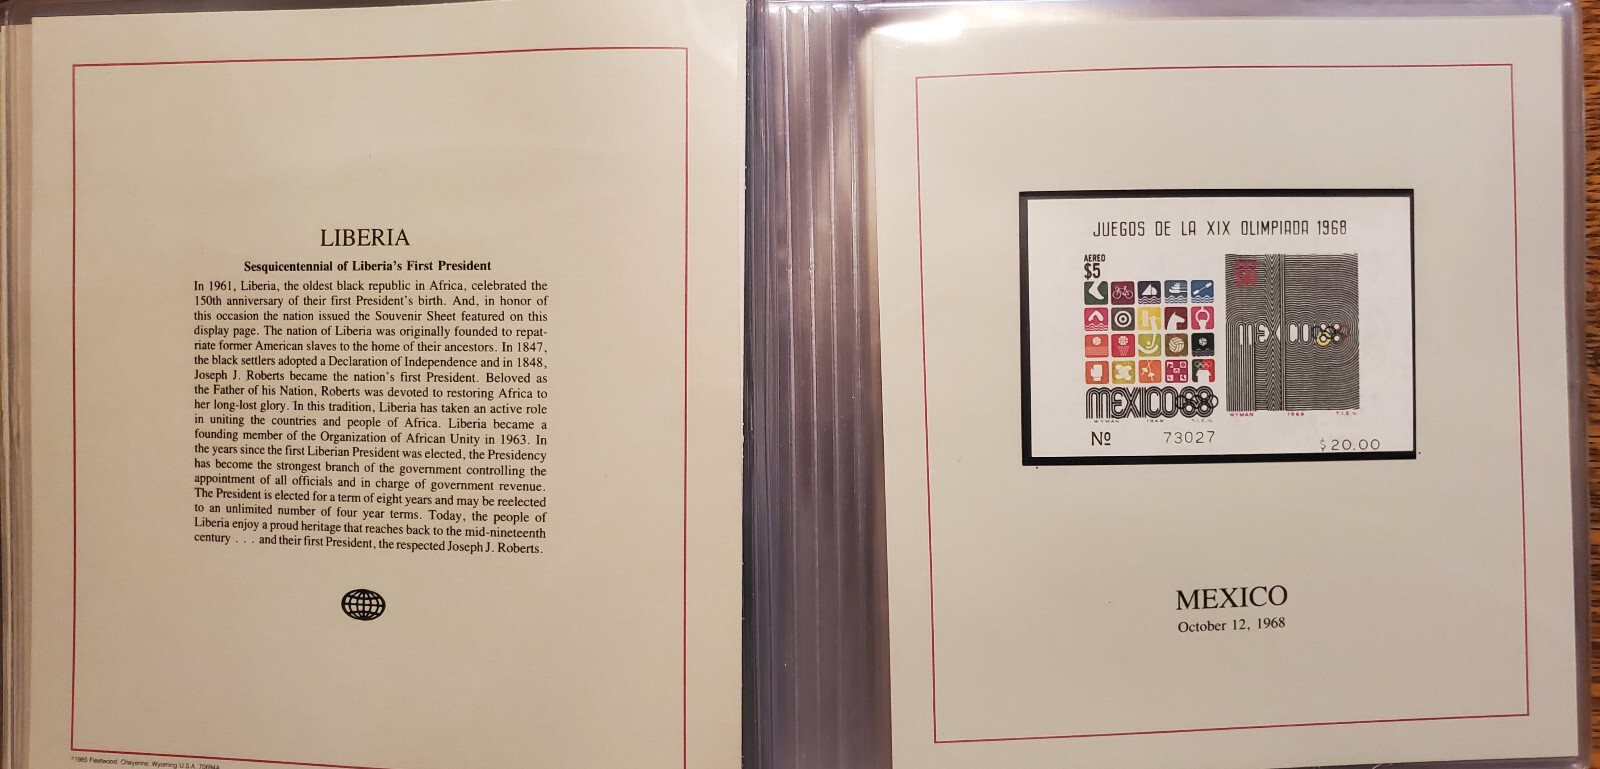 LIBERIA
Sesquicentennial of Liberia's First President
In 1961, Liberia, the oldest black republic in Africa, celebrated the
150th anniversary of their first President's birth. And, in honor of
this occasion the nation issued the Souvenir Sheet featured on this
display page. The nation of Liberia was originally founded to repat-
riate former American slaves to the home of their ancestors. In 1847,
the black settlers adopted a Declaration of Independence and in 1848,
Joseph J. Roberts became the nation's first President. Beloved as
the Father of his Nation, Roberts was devoted to restoring Africa to
her long-lost glory. In this tradition, Liberia has taken an active role
in uniting the countries and people of Africa. Liberia became a
founding member of the Organization of African Unity in 1963. In
the years since the first Liberian President was elected, the Presidency
has become the strongest branch of the government controlling the
appointment of all officials and in charge of government revenue.
The President is elected for a term of eight years and may be reelected
to an unlimited number of four year terms. Today, the people of
Liberia enjoy a proud heritage that reaches back to the mid-nineteenth
century . . . and their first President, the respected Joseph J. Roberts.
©1985 Fleetwood, Cheyenne, Wyoming U.S.A. 70694A
JUEGOS DE LA XIX OLIMPIADA 1968
AEREO
$5
MEXICO68
WYMAN 1968 T.I.E.V.
Nº 73027
MEXICO68
WYMAN 1968 T.I.E.V.
$20.00
MEXICO
October 12, 1968